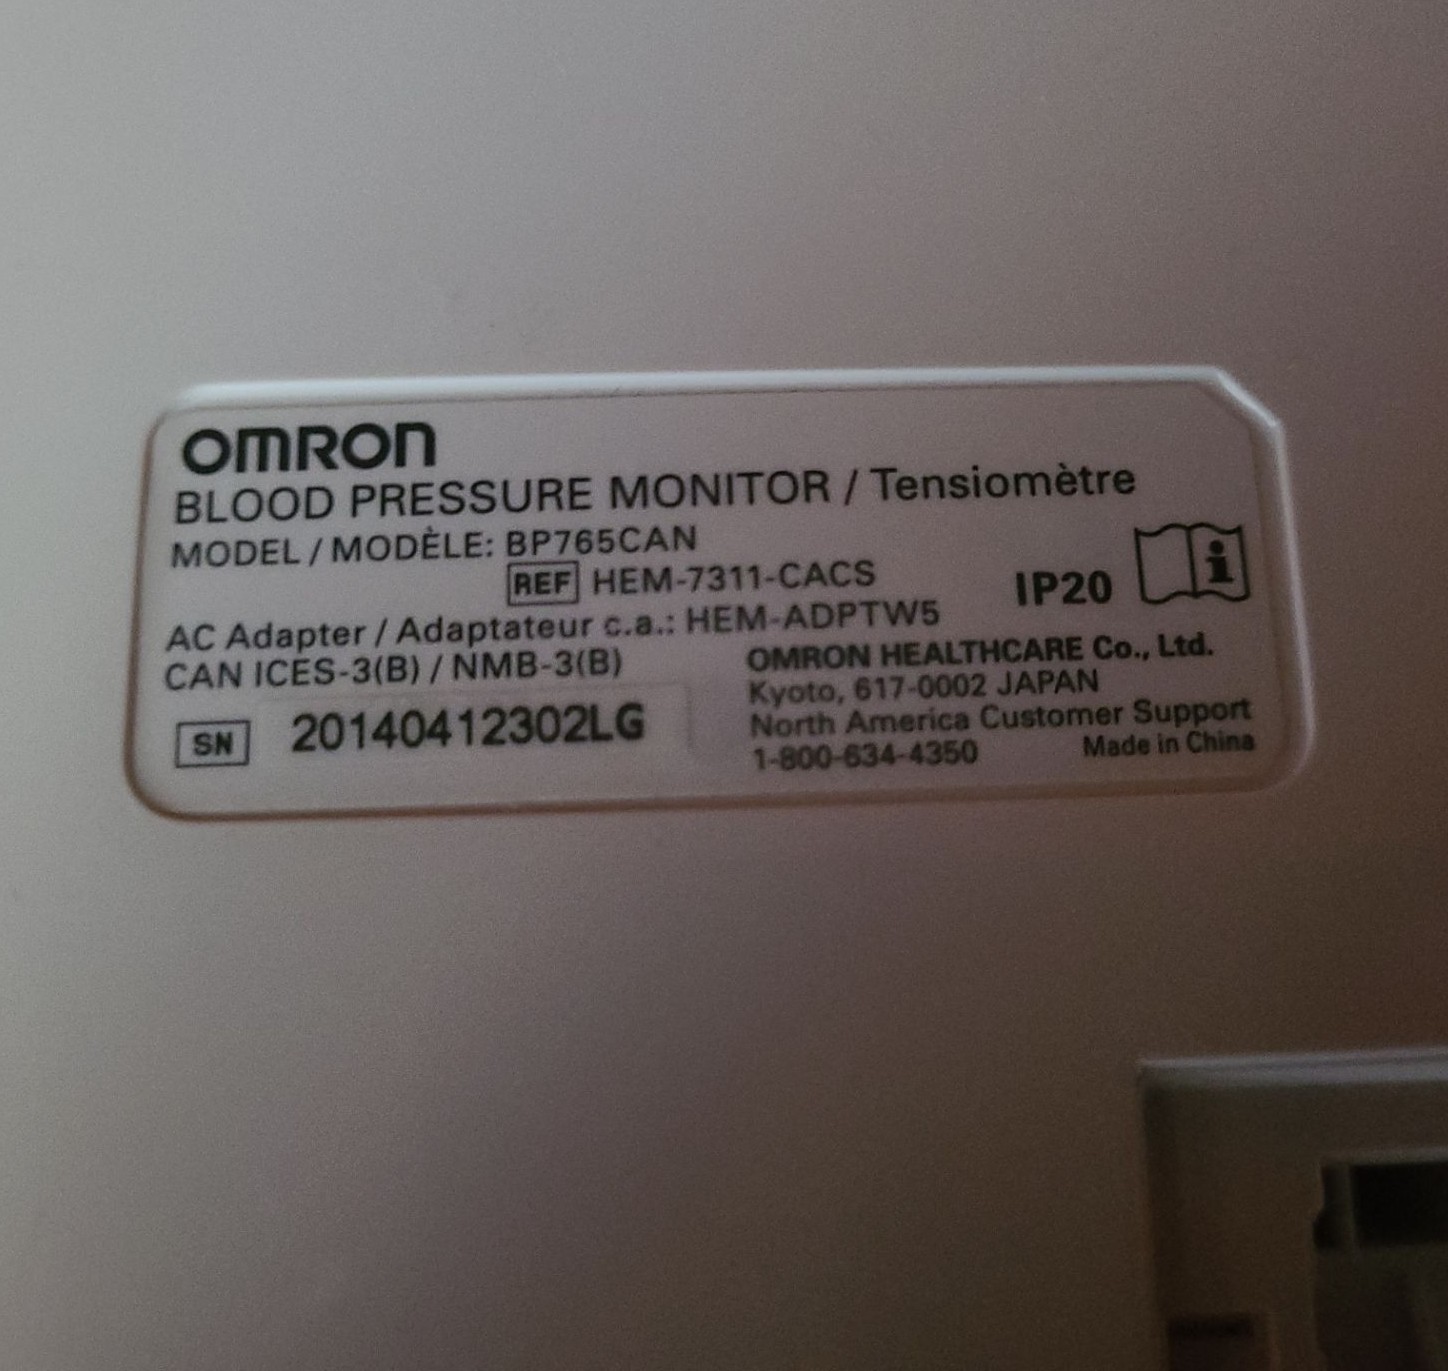 OMRON
BLOOD PRESSURE MONITOR / Tensiomètre
MODEL / MODÈLE: BP765CAN
REF HEM-7311-CACS
IP20
AC Adapter / Adaptateur c.a.: HEM-ADPTW5
CAN ICES-3(B) / NMB-3(B)
SN 20140412302LG
OMRON HEALTHCARE Co., Ltd.
Kyoto, 617-0002 JAPAN
North America Customer Support
1-800-634-4350 Made in China